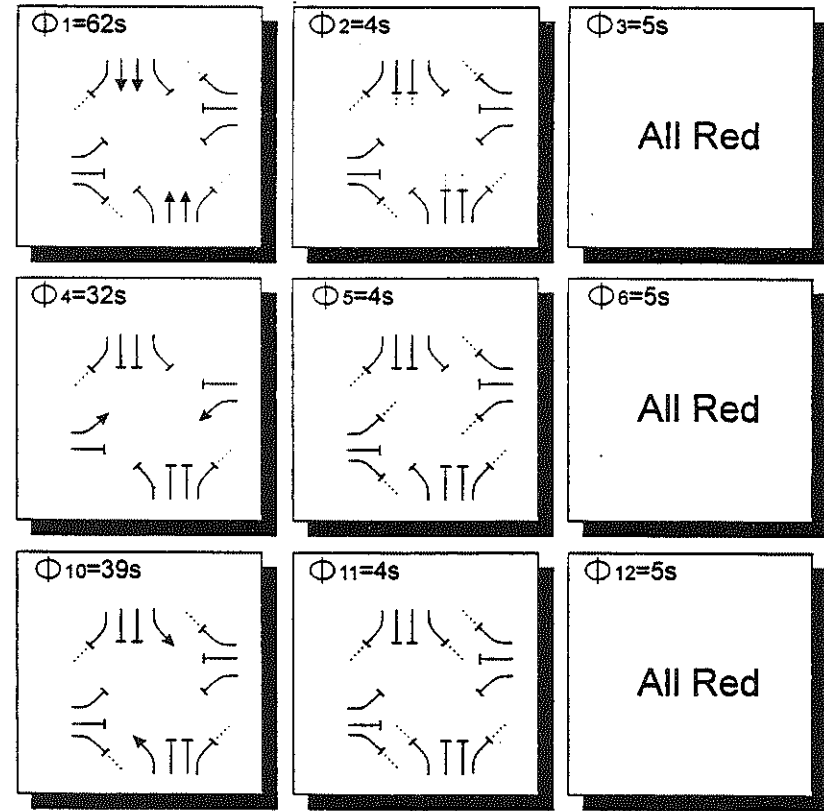 Φ1=62s
Φ2=4s
Φ3=5s
All Red
Φ4=32s
Φ5=4s
Φ6=5s
All Red
Φ10=39s
Φ11=4s
Φ12=5s
All Red